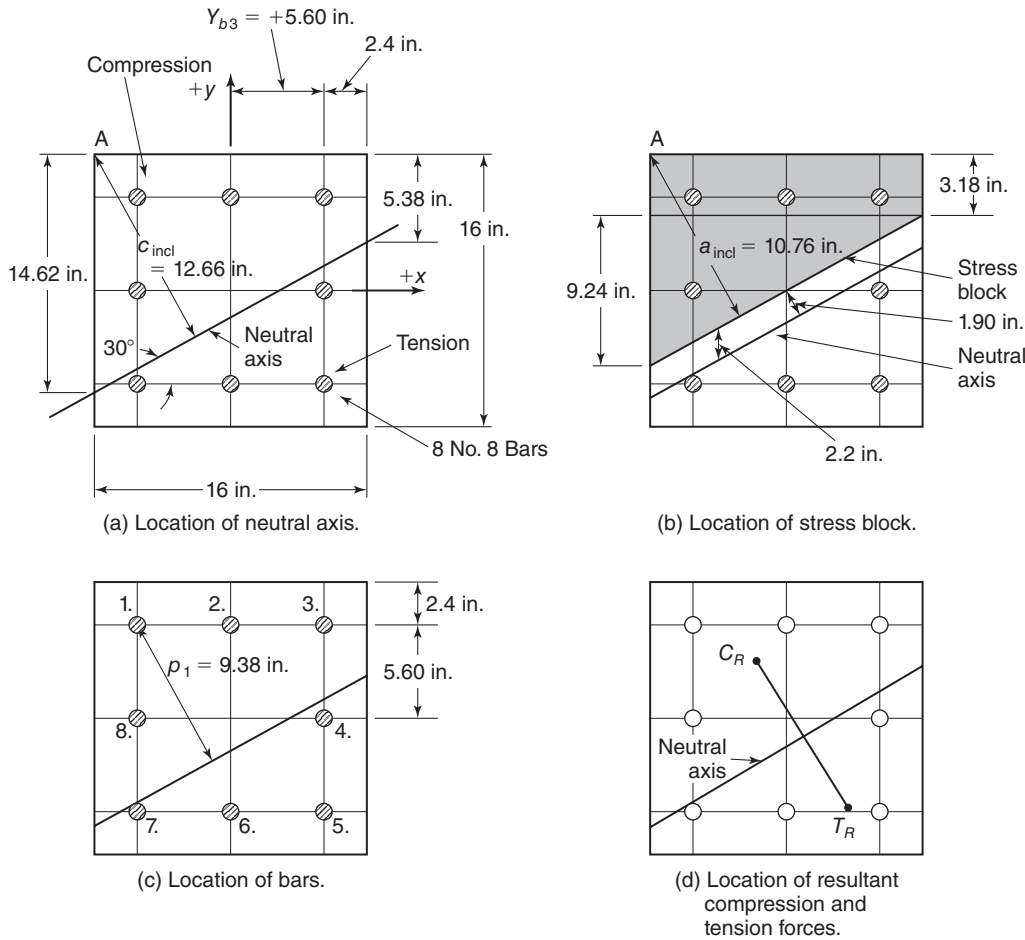 Y_b3 = +5.60
2.4 in.
Compression
+y
A
5.38 in.
16 in.
c_incl
= 12.66 in.
14.62 in.
+x
30°
Neutral
axis
Tension
8 No. 8 Bars
16 in.
(a) Location of neutral axis.
A
3.18 in.
a_incl = 10.76 in.
9.24 in.
Stress
block
1.90 in.
Neutral
axis
2.2 in.
(b) Location of stress block.
1.
2.
3.
2.4 in.
p_1 = 9.38 in.
5.60 in.
8.
4.
7.
6.
5.
(c) Location of bars.
C_R
Neutral
axis
T_R
(d) Location of resultant
compression and
tension forces.